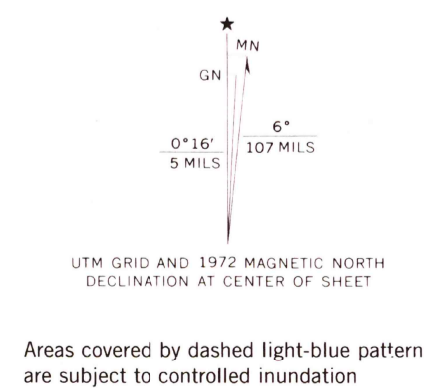 ★
MN
GN
0°16′
5 MILS
6°
107 MILS
UTM GRID AND 1972 MAGNETIC NORTH
DECLINATION AT CENTER OF SHEET
Areas covered by dashed light-blue pattern
are subject to controlled inundation